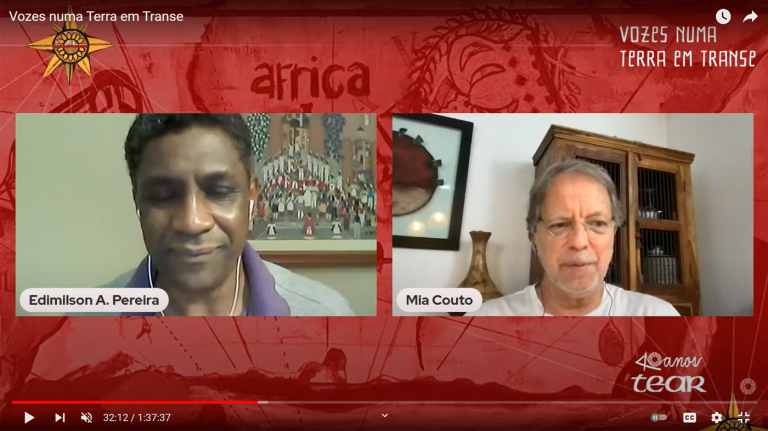 Vozes numa Terra em Transe
VOZES NUMA
TERRA EM TRANSE
africa
Edimilson A. Pereira
Mia Couto
40 anos
tear
32:12 / 1:37:37
CC